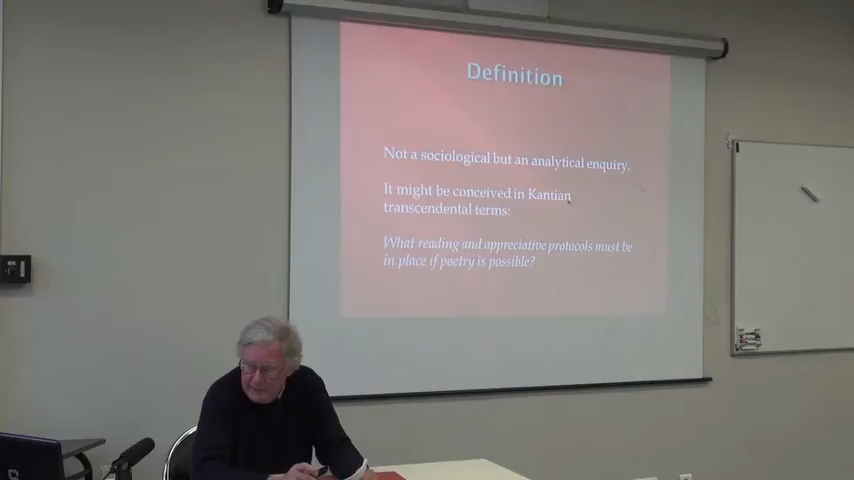 Definition
Not a sociological but an analytical enquiry.
It might be conceived in Kantian
transcendental terms:
What reading and appreciative protocols must be
in place if poetry is possible?